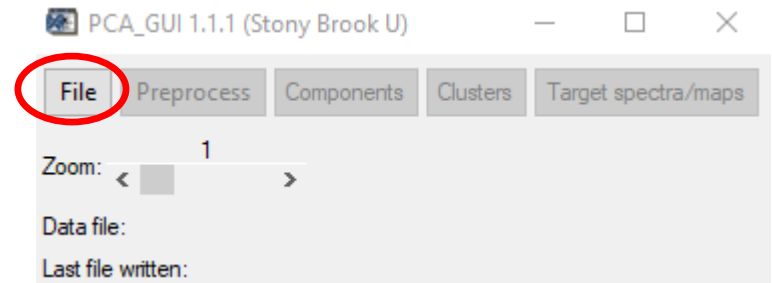 PCA_GUI 1.1.1 (Stony Brook U)
File Preprocess Components Clusters Target spectra/maps
1
Zoom:
Data file:
Last file written: